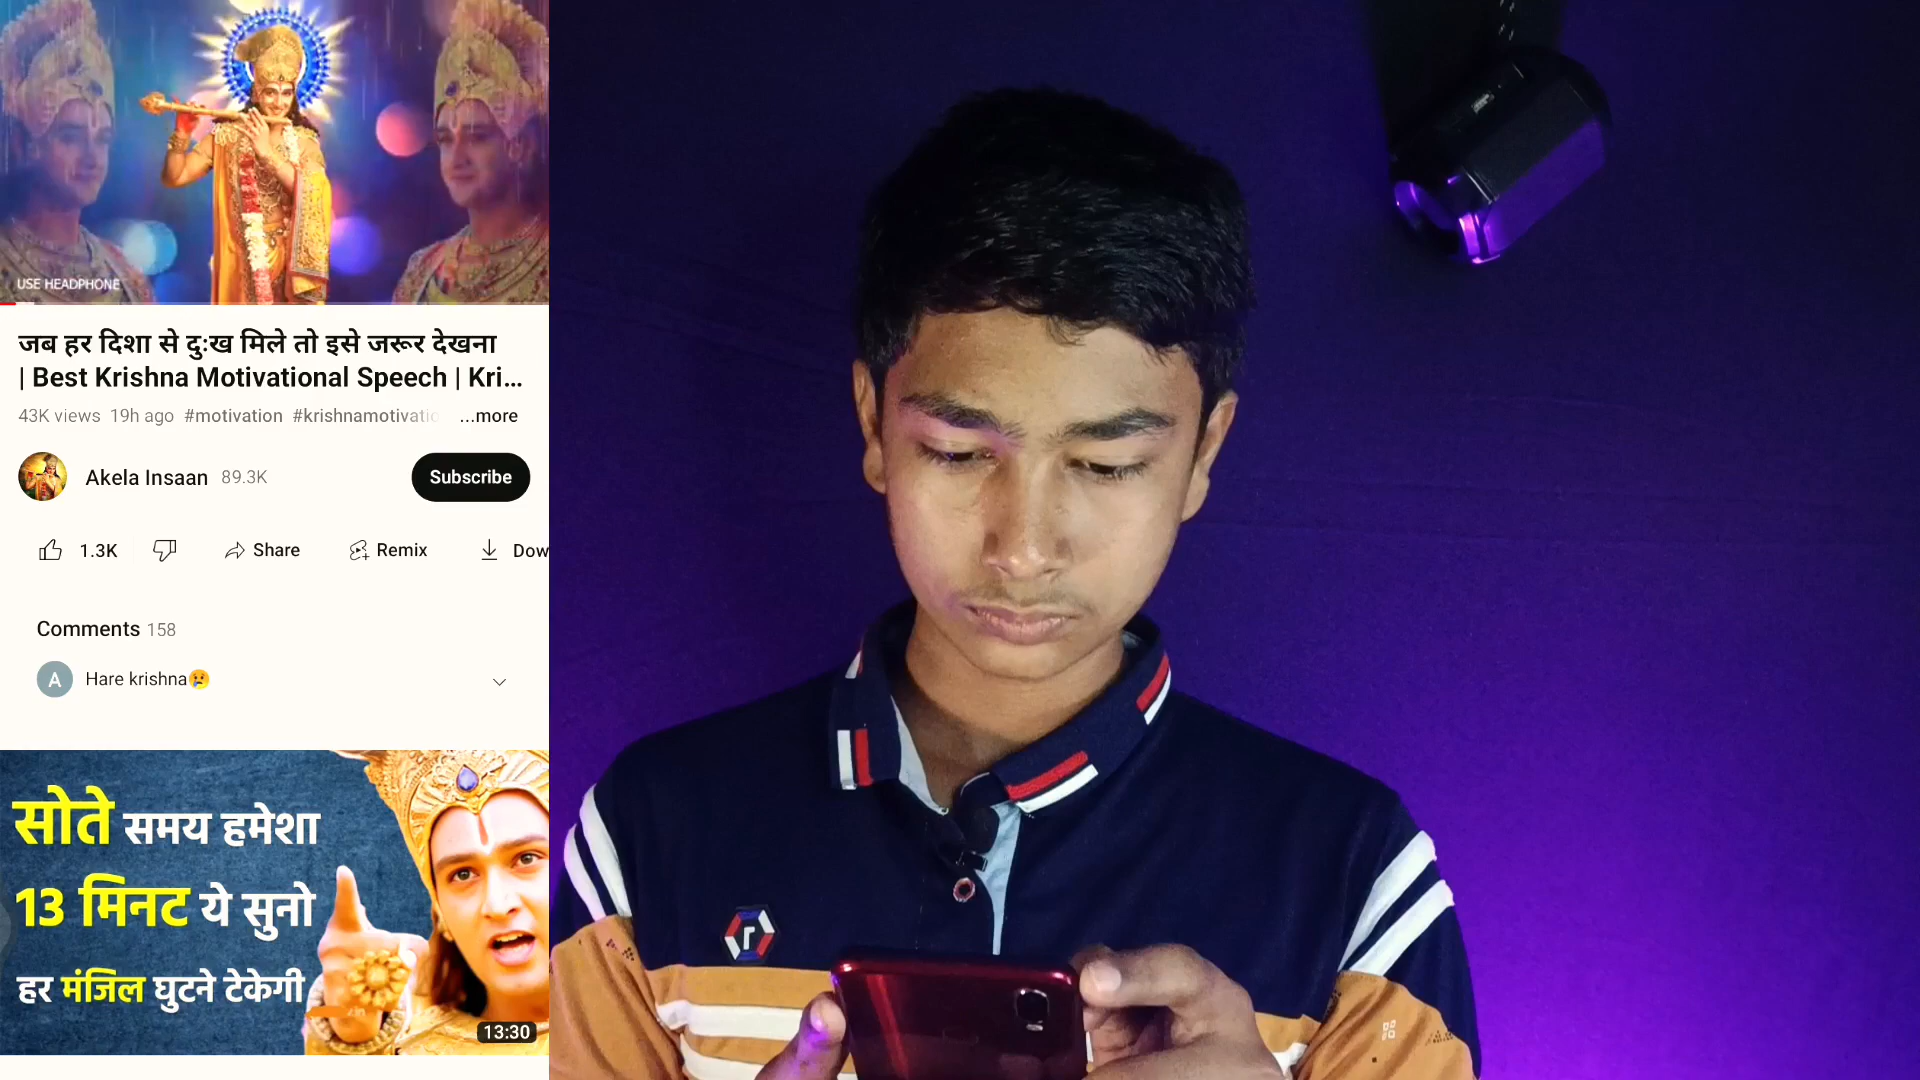 USE HEADPHONE
जब हर दिशा से दुःख मिले तो इसे जरूर देखना
| Best Krishna Motivational Speech | Kri...
43K views 19h ago #motivation #krishnamotivatio ...more
Akela Insaan 89.3K Subscribe
1.3K Share Remix Dow
Comments 158
A Hare krishna😢
सोते समय हमेशा
13 मिनट ये सुनो
हर मंजिल घुटने टेकेगी
13:30
r